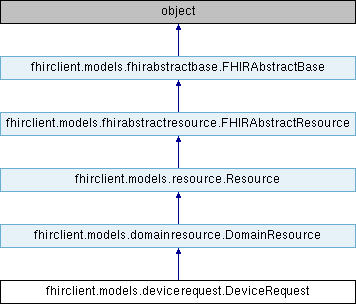 object
fhirclient.models.fhirabstractbase.FHIRAbstractBase
fhirclient.models.fhirabstractresource.FHIRAbstractResource
fhirclient.models.resource.Resource
fhirclient.models.domainresource.DomainResource
fhirclient.models.devicerequest.DeviceRequest